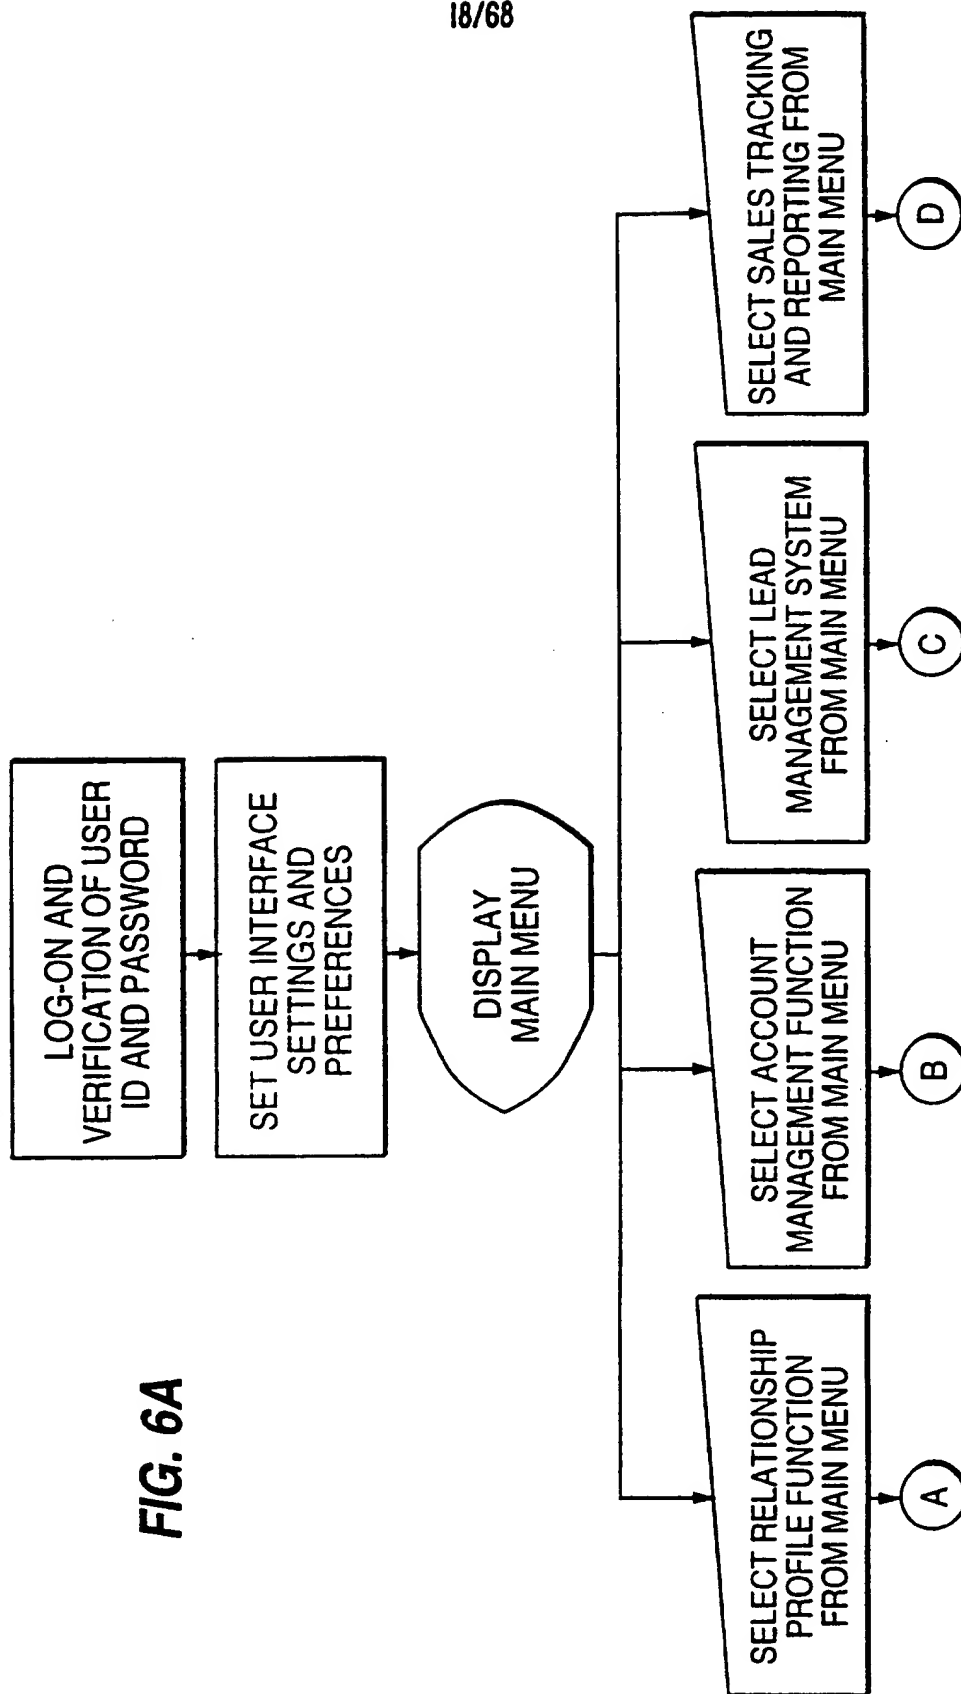 18/68
FIG. 6A
LOG-ON AND
VERIFICATION OF USER
ID AND PASSWORD
SET USER INTERFACE
SETTINGS AND
PREFERENCES
DISPLAY
MAIN MENU
SELECT RELATIONSHIP
PROFILE FUNCTION
FROM MAIN MENU
A
SELECT ACCOUNT
MANAGEMENT FUNCTION
FROM MAIN MENU
B
SELECT LEAD
MANAGEMENT SYSTEM
FROM MAIN MENU
C
SELECT SALES TRACKING
AND REPORTING FROM
MAIN MENU
D